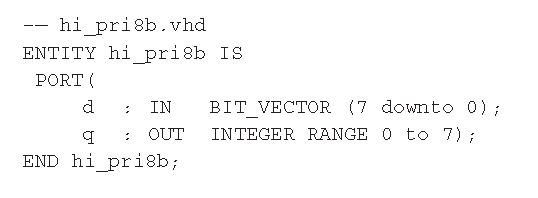 -- hi_pri8b.vhd
ENTITY hi_pri8b IS
PORT(
d : IN BIT_VECTOR (7 downto 0);
q : OUT INTEGER RANGE 0 to 7);
END hi_pri8b;